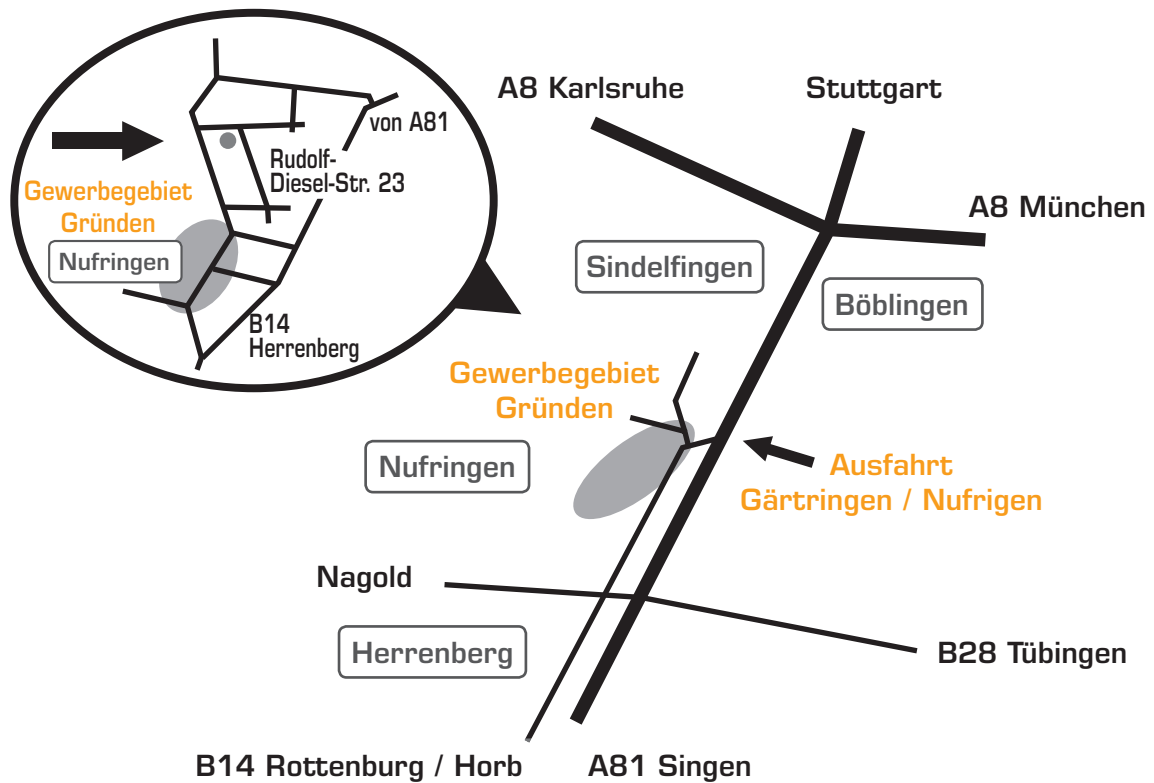 von A81
Rudolf-
Diesel-Str. 23
Gewerbegebiet
Gründen
Nufringen
B14
Herrenberg
A8 Karlsruhe
Stuttgart
A8 München
Sindelfingen
Böblingen
Gewerbegebiet
Gründen
Nufringen
Ausfahrt
Gärtringen / Nufrigen
Nagold
Herrenberg
B28 Tübingen
B14 Rottenburg / Horb
A81 Singen